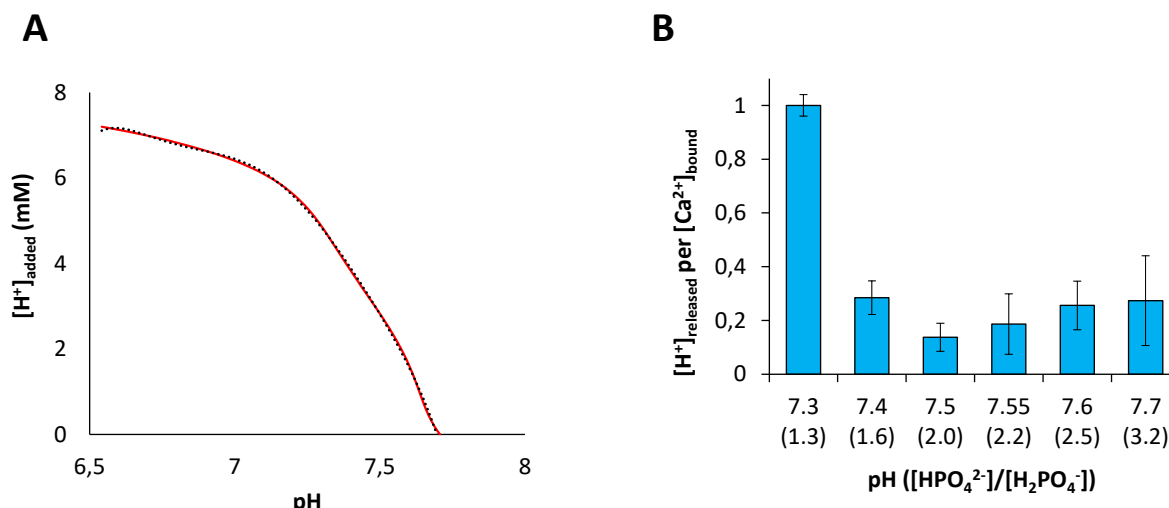 A
[H⁺]added (mM)
8
6
4
2
0
6,5 7 7,5 8
pH
B
[H⁺]released per [Ca²⁺]bound
1
0,8
0,6
0,4
0,2
0
7.3 7.4 7.5 7.55 7.6 7.7
(1.3) (1.6) (2.0) (2.2) (2.5) (3.2)
pH ([HPO₄²⁻]/[H₂PO₄⁻])